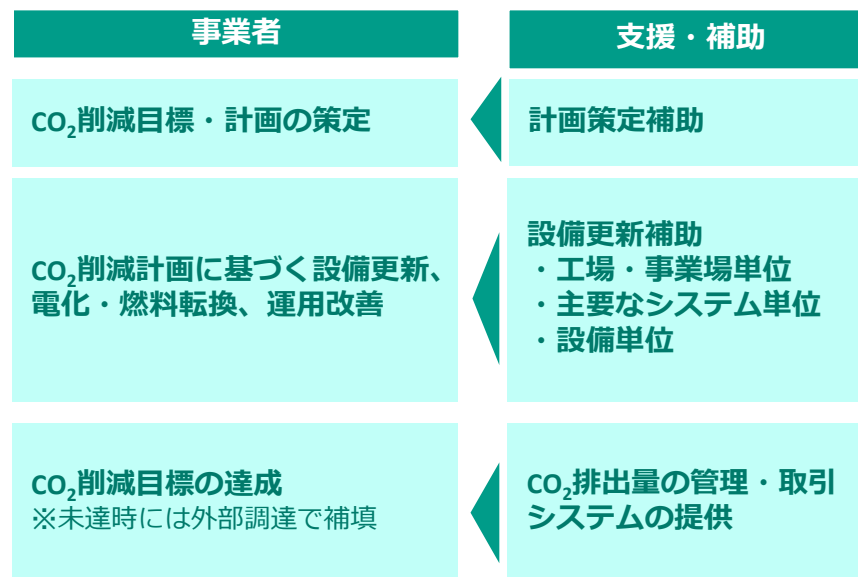 事業者
支援・補助
CO₂削減目標・計画の策定
計画策定補助
CO₂削減計画に基づく設備更新、
電化・燃料転換、運用改善
設備更新補助
・工場・事業場単位
・主要なシステム単位
・設備単位
CO₂削減目標の達成
※未達時には外部調達で補填
CO₂排出量の管理・取引
システムの提供